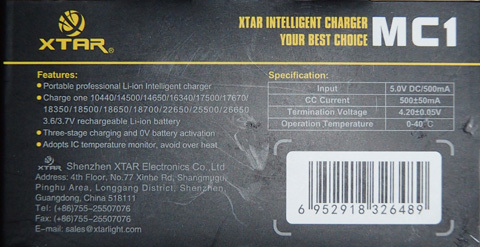 XTAR®
XTAR INTELLIGENT CHARGER
YOUR BEST CHOICE
MC1
Features:
Portable professional Li-ion Intelligent charger
Charge one 10440/14500/14650/16340/17500/17670/
18350/18500/18650/18700/22650/25500/26650
3.6/3.7V rechargeable Li-ion battery
Three-stage charging and 0V battery activation
Adopts IC temperature monitor, avoid over heat
Specification:
Input 5.0V DC/500mA
CC Current 500±50mA
Termination Voltage 4.20±0.05V
Operation Temperature 0-40℃
XTAR Shenzhen XTAR Electronics Co.,Ltd
Address: 4th Floor, No.77 Xinhe Rd, Shangmugu,
Pinghu Area, Longgang District, Shenzhen,
Guangdong, China 518111
Tel: (+86)755-25507076
Fax: (+86)755-25507076
E-mail: sales@xtarlight.com
6 952918 326489